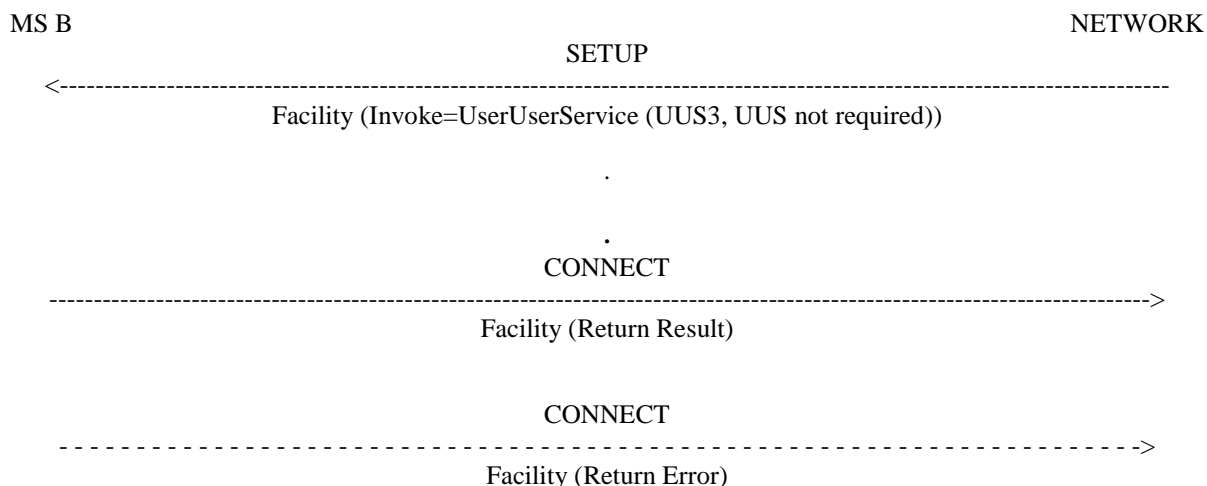 MS B NETWORK
SETUP
<------------------------------------------------------------------------------------------------------------------------------
Facility (Invoke=UserUserService (UUS3, UUS not required))
.
.
CONNECT
---------------------------------------------------------------------------------------------------------------------------->
Facility (Return Result)
CONNECT
- - - - - - - - - - - - - - - - - - - - - - - - - - - - - - - - - - - - - - - - - - - - - - - - - - - - - - - - - - - - - - - - - - - - - - ->
Facility (Return Error)